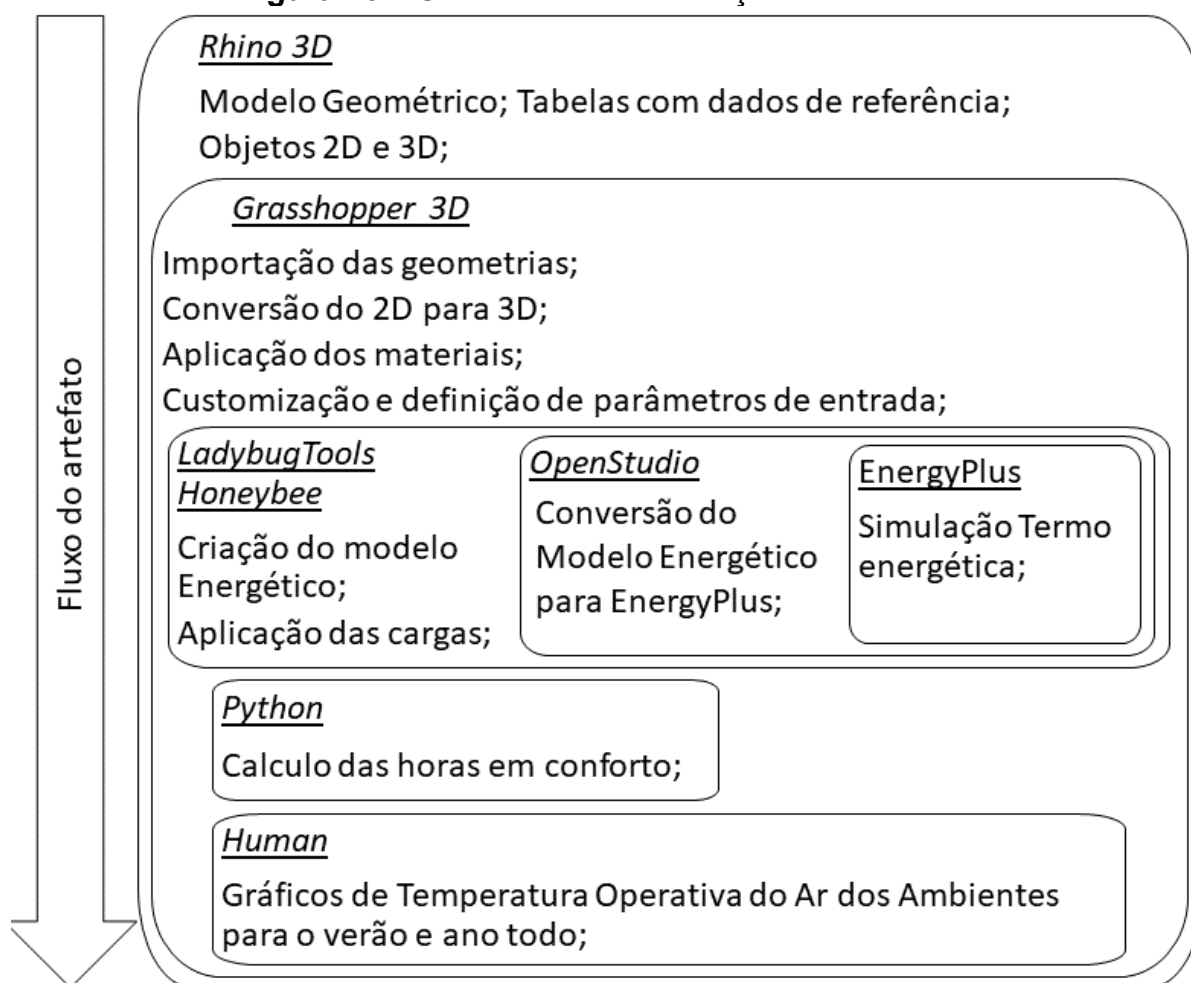 Fluxo do artefato
Rhino 3D
Modelo Geométrico; Tabelas com dados de referência;
Objetos 2D e 3D;
Grasshopper 3D
Importação das geometrias;
Conversão do 2D para 3D;
Aplicação dos materiais;
Customização e definição de parâmetros de entrada;
LadybugTools
Honeybee
Criação do modelo
Energético;
Aplicação das cargas;
OpenStudio
Conversão do
Modelo Energético
para EnergyPlus;
EnergyPlus
Simulação Termo
energética;
Python
Calculo das horas em conforto;
Human
Gráficos de Temperatura Operativa do Ar dos Ambientes
para o verão e ano todo;